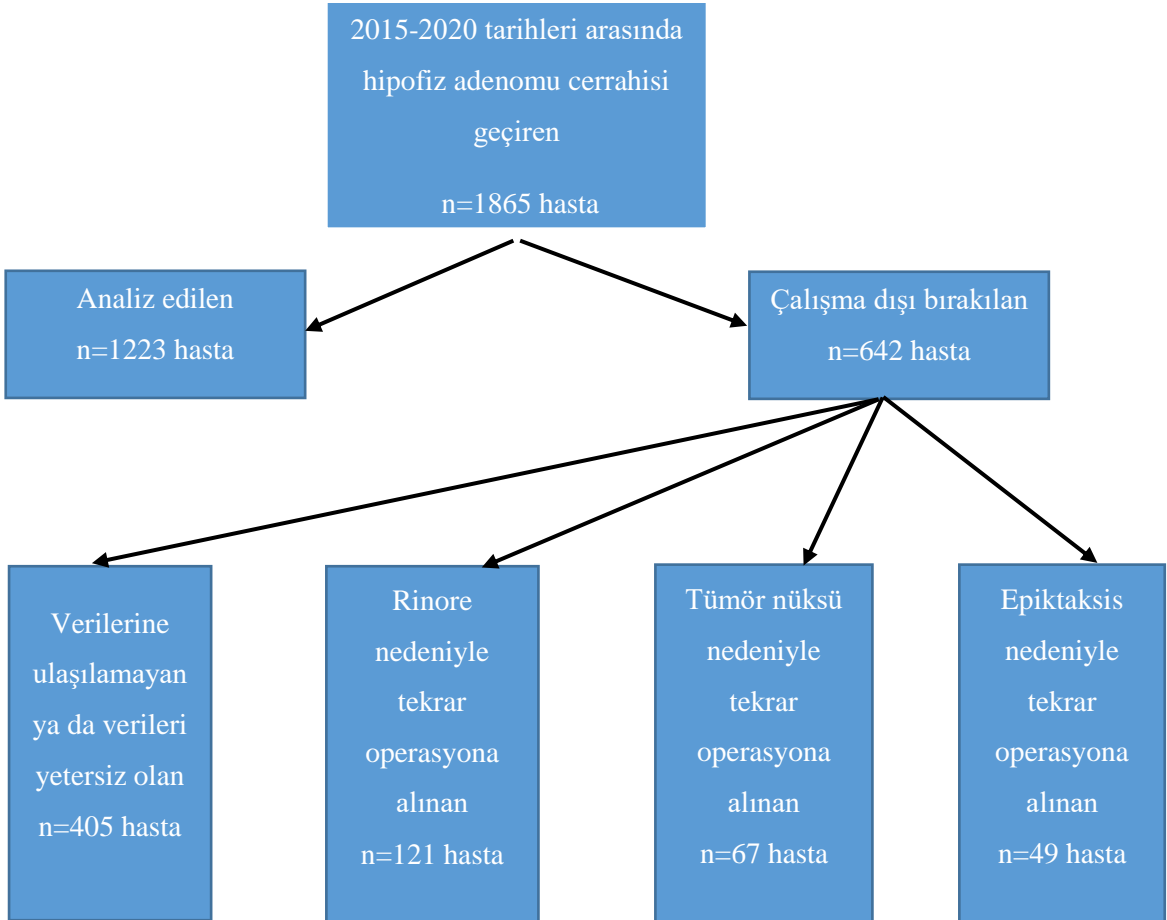 2015-2020 tarihleri arasında
hipofiz adenomu cerrahisi
geçiren
n=1865 hasta
Analiz edilen
n=1223 hasta
Çalışma dışı bırakılan
n=642 hasta
Verilerine
ulaşılamayan
ya da verileri
yetersiz olan
n=405 hasta
Rinore
nedeniyle
tekrar
operasyona
alınan
n=121 hasta
Tümör nüksü
nedeniyle
tekrar
operasyona
alınan
n=67 hasta
Epiktaksis
nedeniyle
tekrar
operasyona
alınan
n=49 hasta